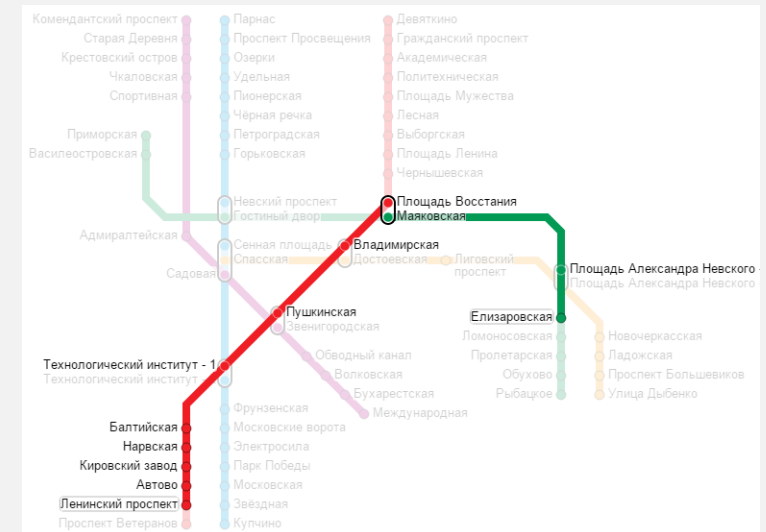 Комендантский проспект
Парнас
Девяткино
Старая Деревня
Проспект Просвещения
Гражданский проспект
Крестовский остров
Озерки
Академическая
Чкаловская
Удельная
Политехническая
Спортивная
Пионерская
Площадь Мужества
Чёрная речка
Лесная
Приморская
Петроградская
Выборгская
Василеостровская
Горьковская
Площадь Ленина
Чернышевская
Невский проспект
Площадь Восстания
Гостиный двор
Маяковская
Адмиралтейская
Сенная площадь
Владимирская
Спасская
Достоевская
Лиговский
проспект
Садовая
Площадь Александра Невского -
Площадь Александра Невского
Пушкинская
Елизаровская
Звенигородская
Ломоносовская
Новочеркасская
Обводный канал
Пролетарская
Ладожская
Технологический институт - 1
Технологический институт -
Волковская
Обухово
Проспект Большевиков
Бухарестская
Рыбацкое
Улица Дыбенко
Фрунзенская
Международная
Балтийская
Московские ворота
Нарвская
Электросила
Кировский завод
Парк Победы
Автово
Московская
Ленинский проспект
Звёздная
Проспект Ветеранов
Купчино